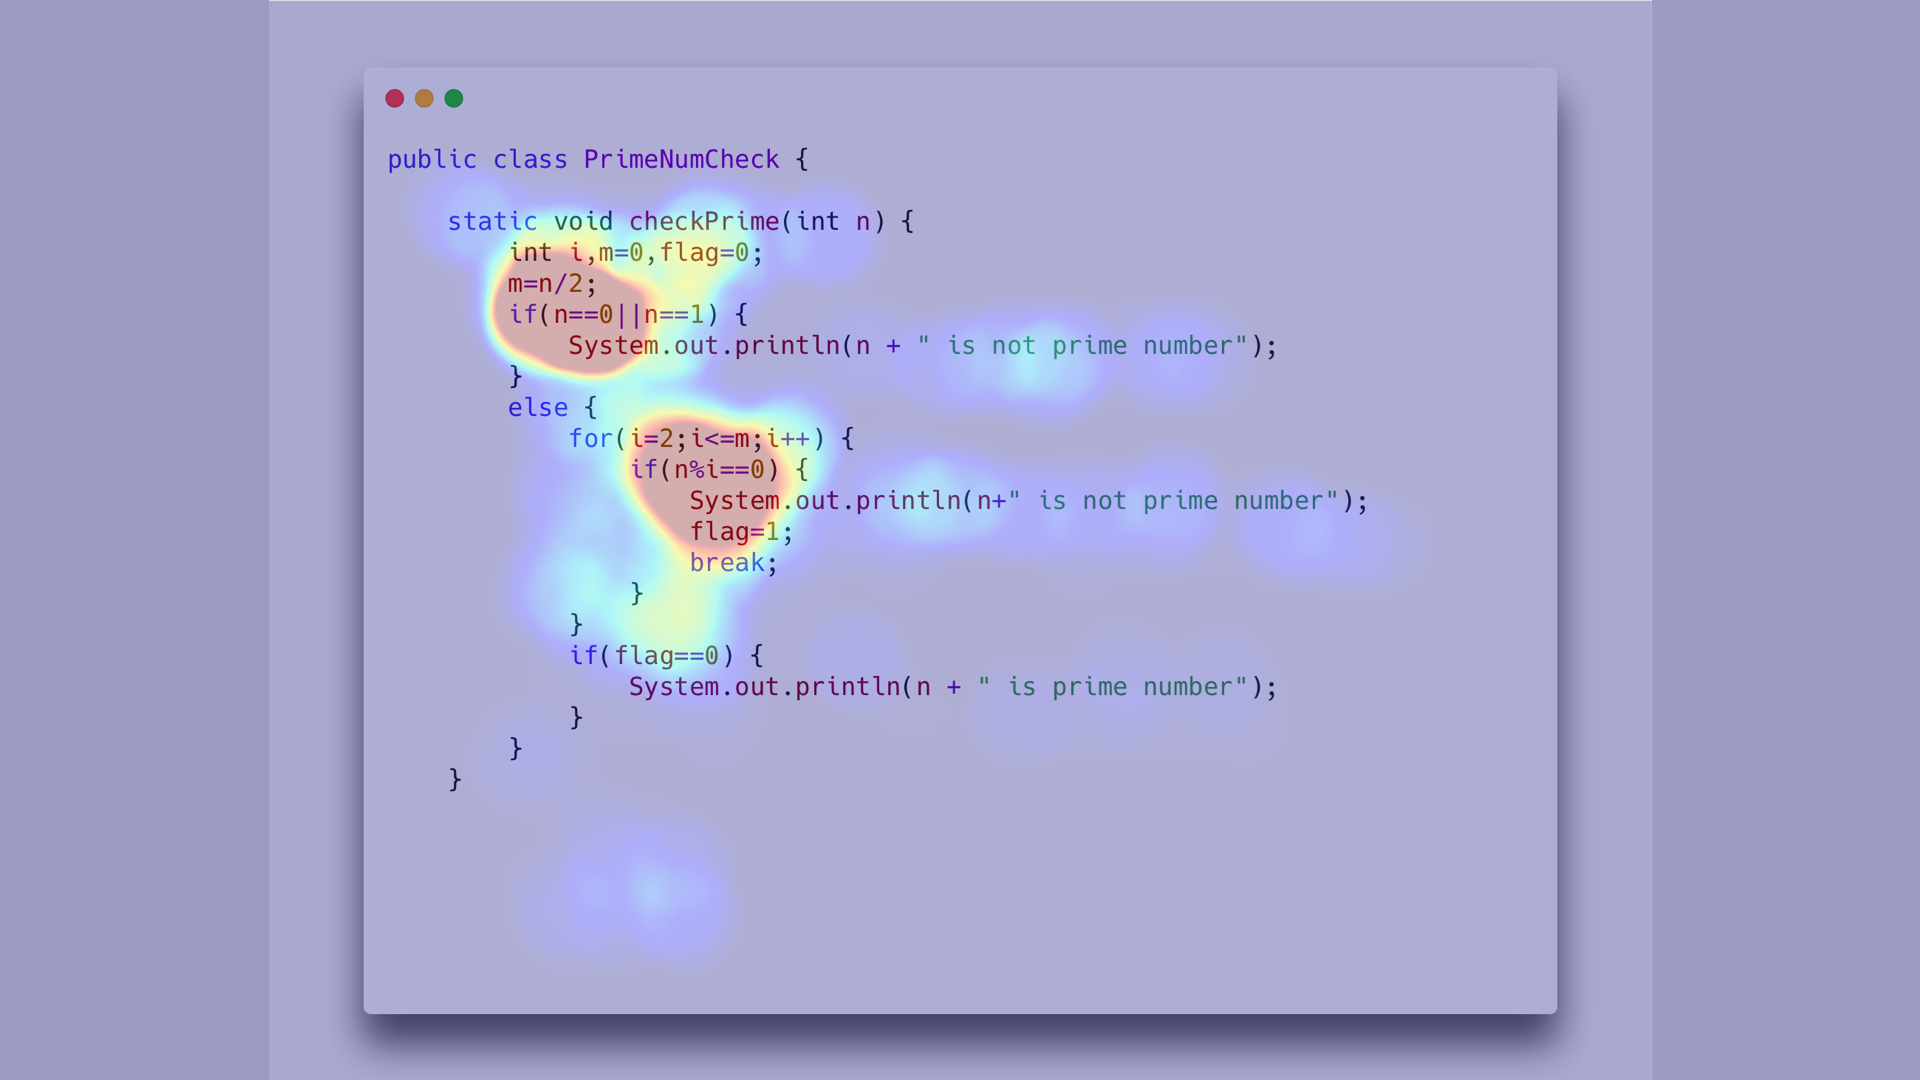 public class PrimeNumCheck {
static void checkPrime(int n) {
int i,m=0,flag=0;
m=n/2;
if(n==0||n==1) {
System.out.println(n + " is not prime number");
}
else {
for(i=2;i<=m;i++) {
if(n%i==0) {
System.out.println(n+" is not prime number");
flag=1;
break;
}
}
if(flag==0) {
System.out.println(n + " is prime number");
}
}
}